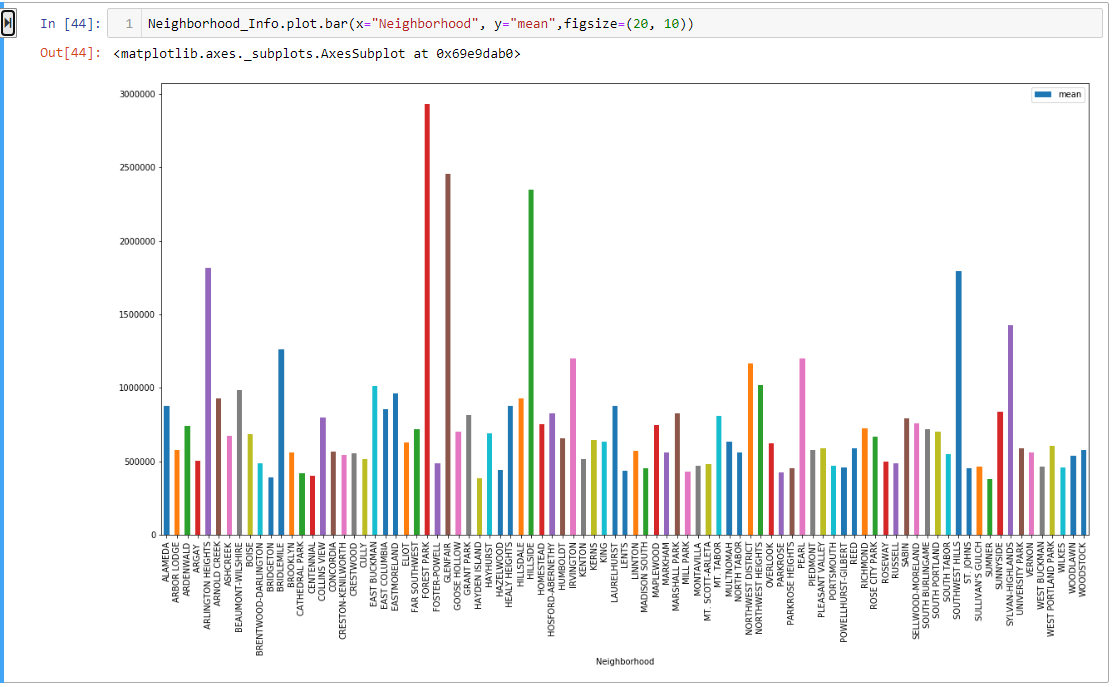 In [44]: 1 Neighborhood_Info.plot.bar(x="Neighborhood", y="mean",figsize=(20, 10))
Out[44]: <matplotlib.axes._subplots.AxesSubplot at 0x69e9dab0>
mean
3000000
2500000
2000000
1500000
1000000
500000
0
ALAMEDA
ARBOR LODGE
ARDENWALD
ARGAY
ARLINGTON HEIGHTS
ARNOLD CREEK
ASHCREEK
BEAUMONT-WILSHIRE
BOISE
BRENTWOOD-DARLINGTON
BRIDGETON
BRIDLEMILE
BROOKLYN
CATHEDRAL PARK
CENTENNIAL
COLLINS VIEW
CONCORDIA
CRESTON-KENILWORTH
CRESTWOOD
CULLY
EAST BUCKMAN
EAST COLUMBIA
EASTMORELAND
ELIOT
FAR SOUTHWEST
FOREST PARK
FOSTER-POWELL
GLENFAIR
GOOSE HOLLOW
GRANT PARK
HAYDEN ISLAND
HAYHURST
HAZELWOOD
HEALY HEIGHTS
HILLSDALE
HILLSIDE
HOMESTEAD
HOSFORD-ABERNETHY
HUMBOLDT
IRVINGTON
KENTON
KERNS
KING
LAURELHURST
LENTS
LINNTON
MADISON SOUTH
MAPLEWOOD
MARKHAM
MARSHALL PARK
MILL PARK
MONTAVILLA
MT. SCOTT-ARLETA
MT. TABOR
MULTNOMAH
NORTH TABOR
NORTHWEST DISTRICT
NORTHWEST HEIGHTS
OVERLOOK
PARKROSE
PARKROSE HEIGHTS
PEARL
PIEDMONT
PLEASANT VALLEY
PORTSMOUTH
POWELLHURST-GILBERT
REED
RICHMOND
ROSE CITY PARK
ROSEWAY
RUSSELL
SABIN
SELLWOOD-MORELAND
SOUTH BURLINGAME
SOUTH PORTLAND
SOUTH TABOR
SOUTHWEST HILLS
ST. JOHNS
SULLIVAN'S GULCH
SUMNER
SUNNYSIDE
SYLVAN-HIGHLANDS
UNIVERSITY PARK
VERNON
WEST BUCKMAN
WEST PORTLAND PARK
WILKES
WOODLAWN
WOODSTOCK
Neighborhood